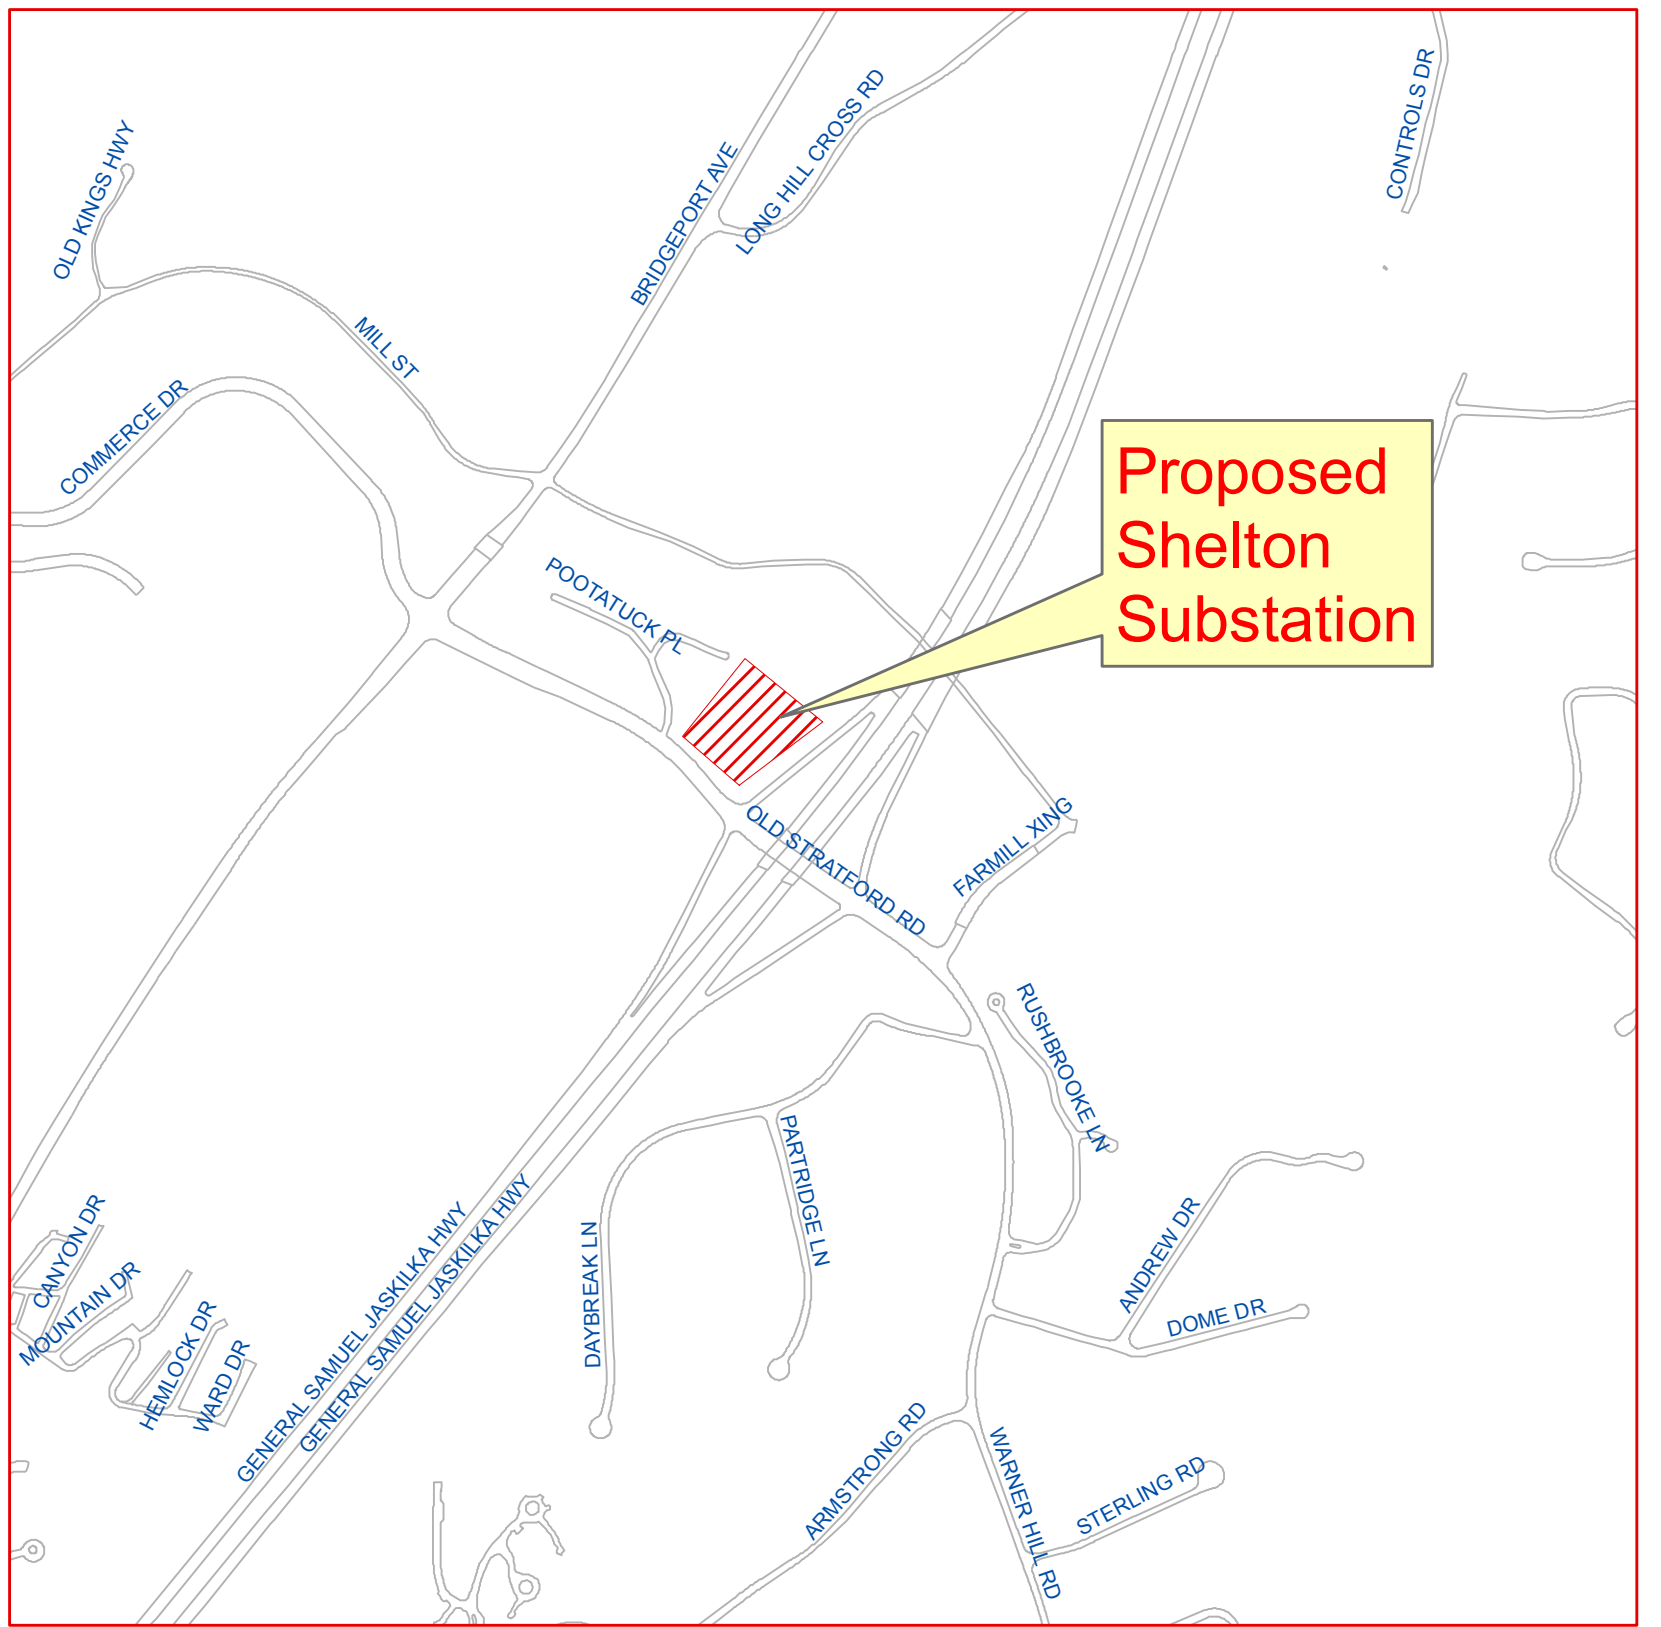 CONTROLS DR
LONG HILL CROSS RD
OLD KINGS HWY
BRIDGEPORT AVE
MILL ST
COMMERCE DR
Proposed
Shelton
Substation
POOTATUCK PL
OLD STRATFORD RD
FARMILL XING
RUSHBROOKE LN
PARTRIDGE LN
CANYON DR
MOUNTAIN DR
HEMLOCK DR
WARD DR
GENERAL SAMUEL JASKILKA HWY
GENERAL SAMUEL JASKILKA HWY
DAYBREAK LN
ANDREW DR
DOME DR
ARMSTRONG RD
WARNER HILL RD
STERLING RD